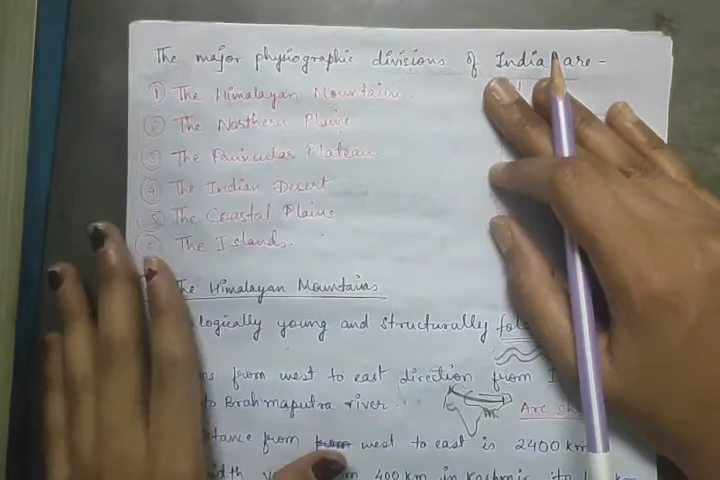 The major physiographic divisions of India are -
① The Himalayan Mountains.
② The Northern Plains
③ The Peninsular Plateau.
④ The Indian Desert
⑤ The Coastal Plains
⑥ The Islands.
The Himalayan Mountains
logically young and structurally
from west to east direction from
to Brahmaputra river.
Arc
from west to east is 2400 km
400 km in Kashmir to km